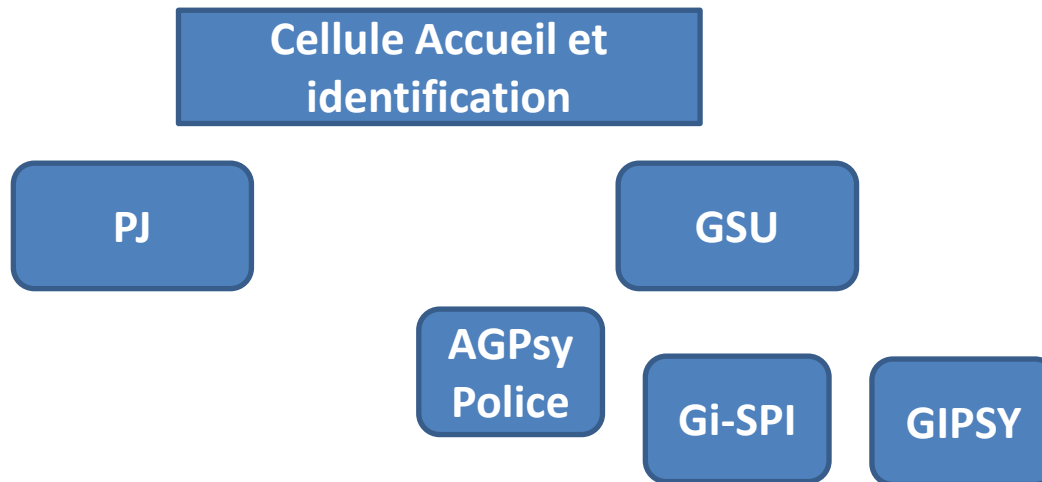 Cellule Accueil et
identification
PJ
GSU
AGPsy
Police
Gi-SPI
GIPSY